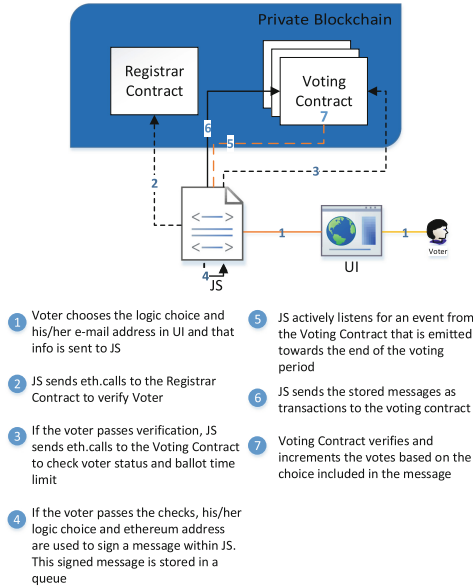 Private Blockchain
Registrar
Contract
Voting
Contract
7
6
5
2
3
1
1
4
JS
UI
Voter
1
Voter chooses the logic choice and
his/her e-mail address in UI and that
info is sent to JS
2
JS sends eth.calls to the Registrar
Contract to verify Voter
3
If the voter passes verification, JS
sends eth.calls to the Voting Contract
to check voter status and ballot time
limit
4
If the voter passes the checks, his/her
logic choice and ethereum address
are used to sign a message within JS.
This signed message is stored in a
queue
5
JS actively listens for an event from
the Voting Contract that is emitted
towards the end of the voting
period
6
JS sends the stored messages as
transactions to the voting contract
7
Voting Contract verifies and
increments the votes based on the
choice included in the message